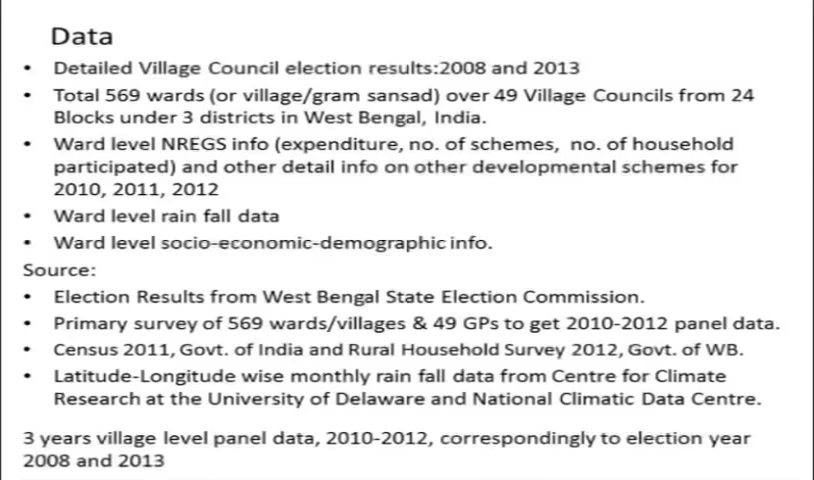 Data
• Detailed Village Council election results:2008 and 2013
• Total 569 wards (or village/gram sansad) over 49 Village Councils from 24
Blocks under 3 districts in West Bengal, India.
• Ward level NREGS info (expenditure, no. of schemes, no. of household
participated) and other detail info on other developmental schemes for
2010, 2011, 2012
• Ward level rain fall data
• Ward level socio-economic-demographic info.
Source:
• Election Results from West Bengal State Election Commission.
• Primary survey of 569 wards/villages & 49 GPs to get 2010-2012 panel data.
• Census 2011, Govt. of India and Rural Household Survey 2012, Govt. of WB.
• Latitude-Longitude wise monthly rain fall data from Centre for Climate
Research at the University of Delaware and National Climatic Data Centre.
3 years village level panel data, 2010-2012, correspondingly to election year
2008 and 2013